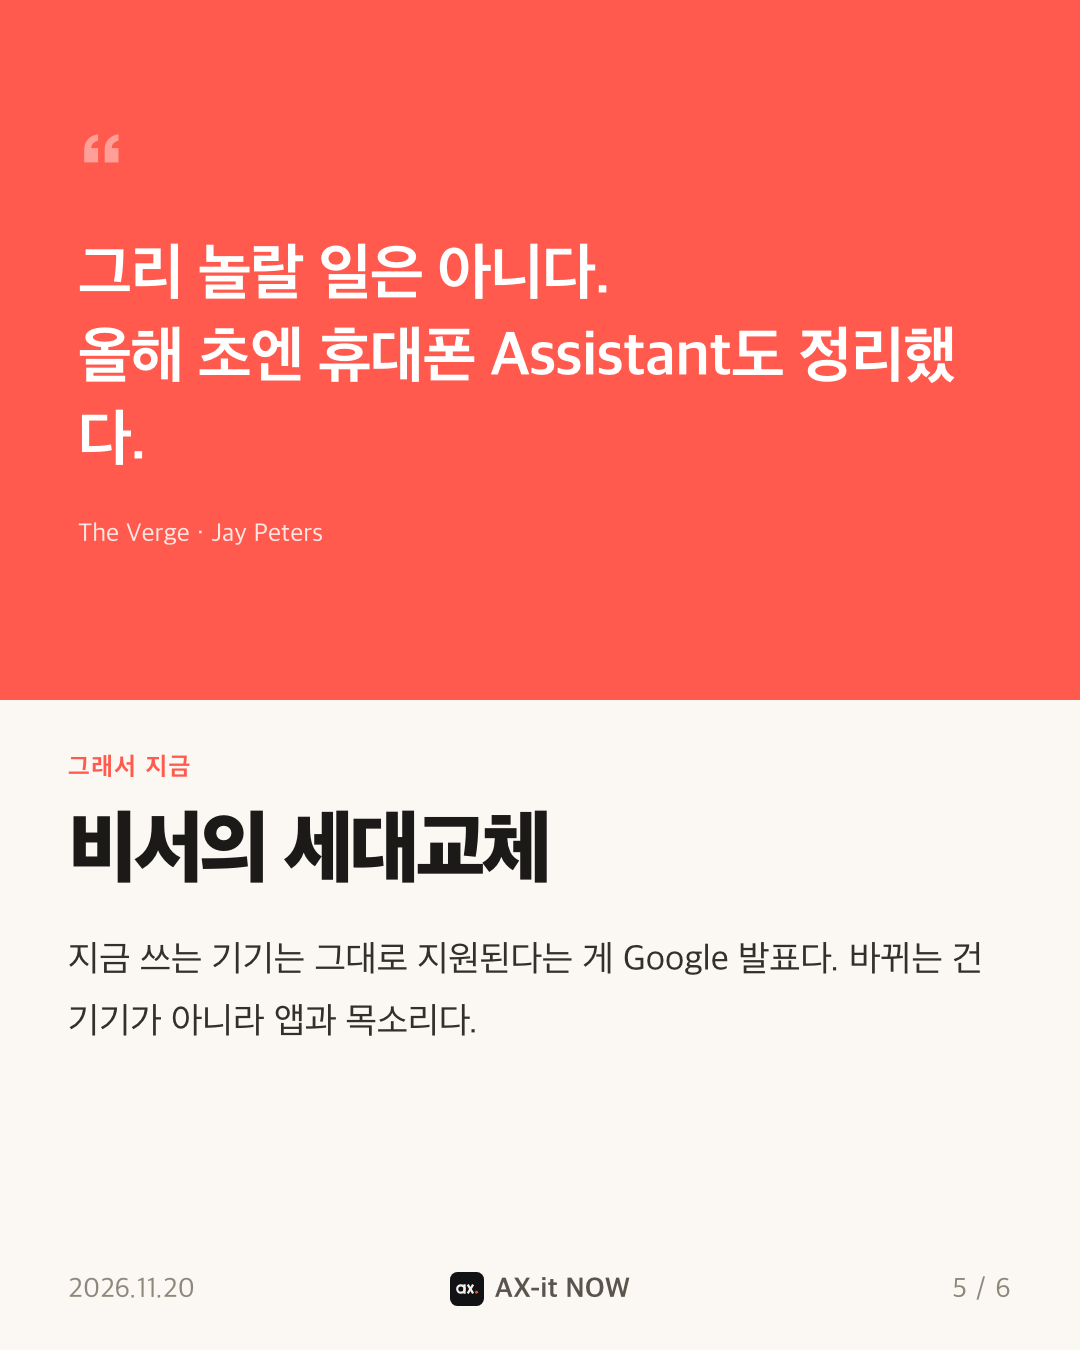 “
그리 놀랄 일은 아니다.
올해 초엔 휴대폰 Assistant도 정리했
다.
The Verge · Jay Peters
그래서 지금
비서의 세대교체
지금 쓰는 기기는 그대로 지원된다는 게 Google 발표다. 바뀌는 건
기기가 아니라 앱과 목소리다.
2026.11.20
ax.
AX-it NOW
5 / 6